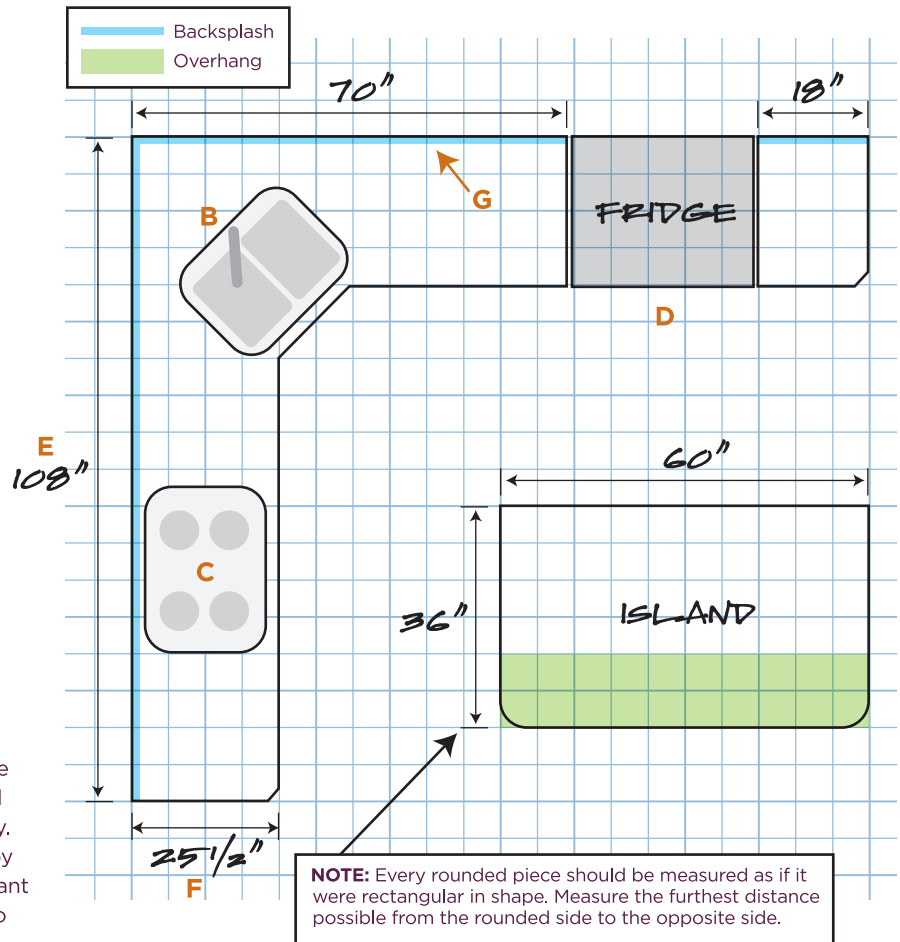 Backsplash
Overhang
70"
18"
B
G
FRIDGE
D
E
108"
60"
C
36"
ISLAND
25 1/2"
F
e
l
y.
y
ant
o
NOTE: Every rounded piece should be measured as if it
were rectangular in shape. Measure the furthest distance
possible from the rounded side to the opposite side.